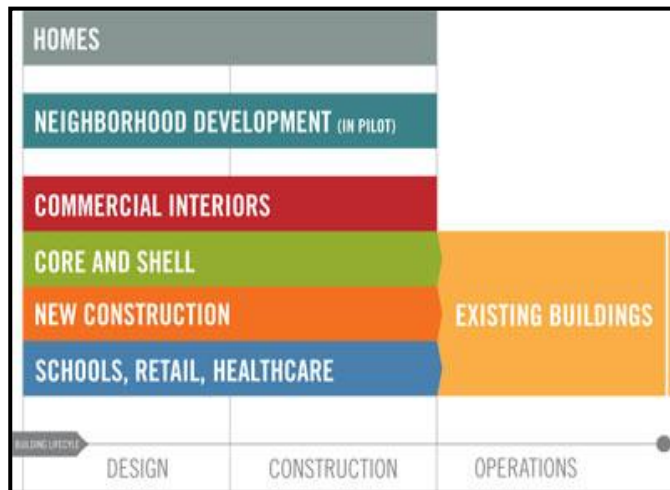 HOMES
NEIGHBORHOOD DEVELOPMENT (IN PILOT)
COMMERCIAL INTERIORS
CORE AND SHELL
NEW CONSTRUCTION
EXISTING BUILDINGS
SCHOOLS, RETAIL, HEALTHCARE
BUILDING LIFECYLE
DESIGN
CONSTRUCTION
OPERATIONS